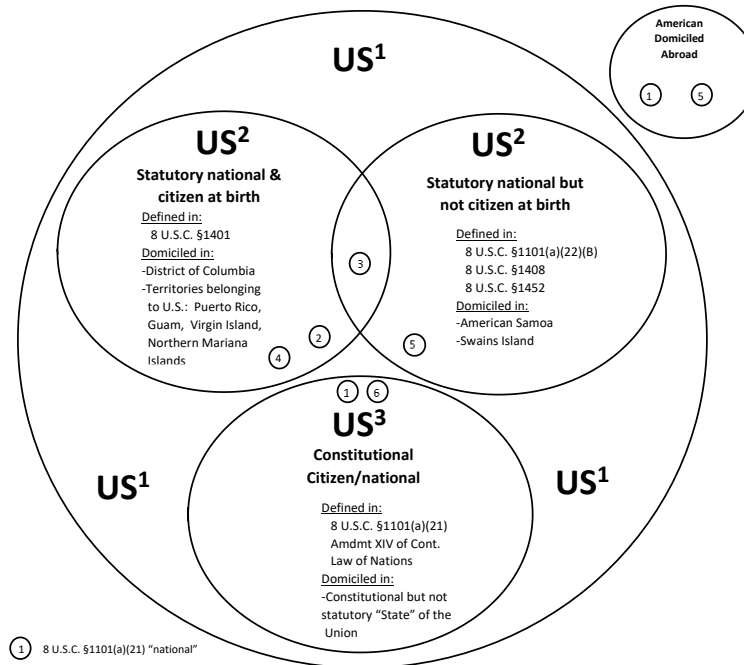 American
Domiciled
Abroad
1 5
US1
US2
Statutory national &
citizen at birth
Defined in:
8 U.S.C. §1401
Domiciled in:
-District of Columbia
-Territories belonging
to U.S.: Puerto Rico,
Guam, Virgin Island,
Northern Mariana
Islands
2
4
3
US2
Statutory national but
not citizen at birth
Defined in:
8 U.S.C. §1101(a)(22)(B)
8 U.S.C. §1408
8 U.S.C. §1452
Domiciled in:
-American Samoa
-Swains Island
5
1 6
US3
Constitutional
Citizen/national
Defined in:
8 U.S.C. §1101(a)(21)
Amdmt XIV of Cont.
Law of Nations
Domiciled in:
-Constitutional but not
statutory “State” of the
Union
US1
US1
1 8 U.S.C. §1101(a)(21) “national”